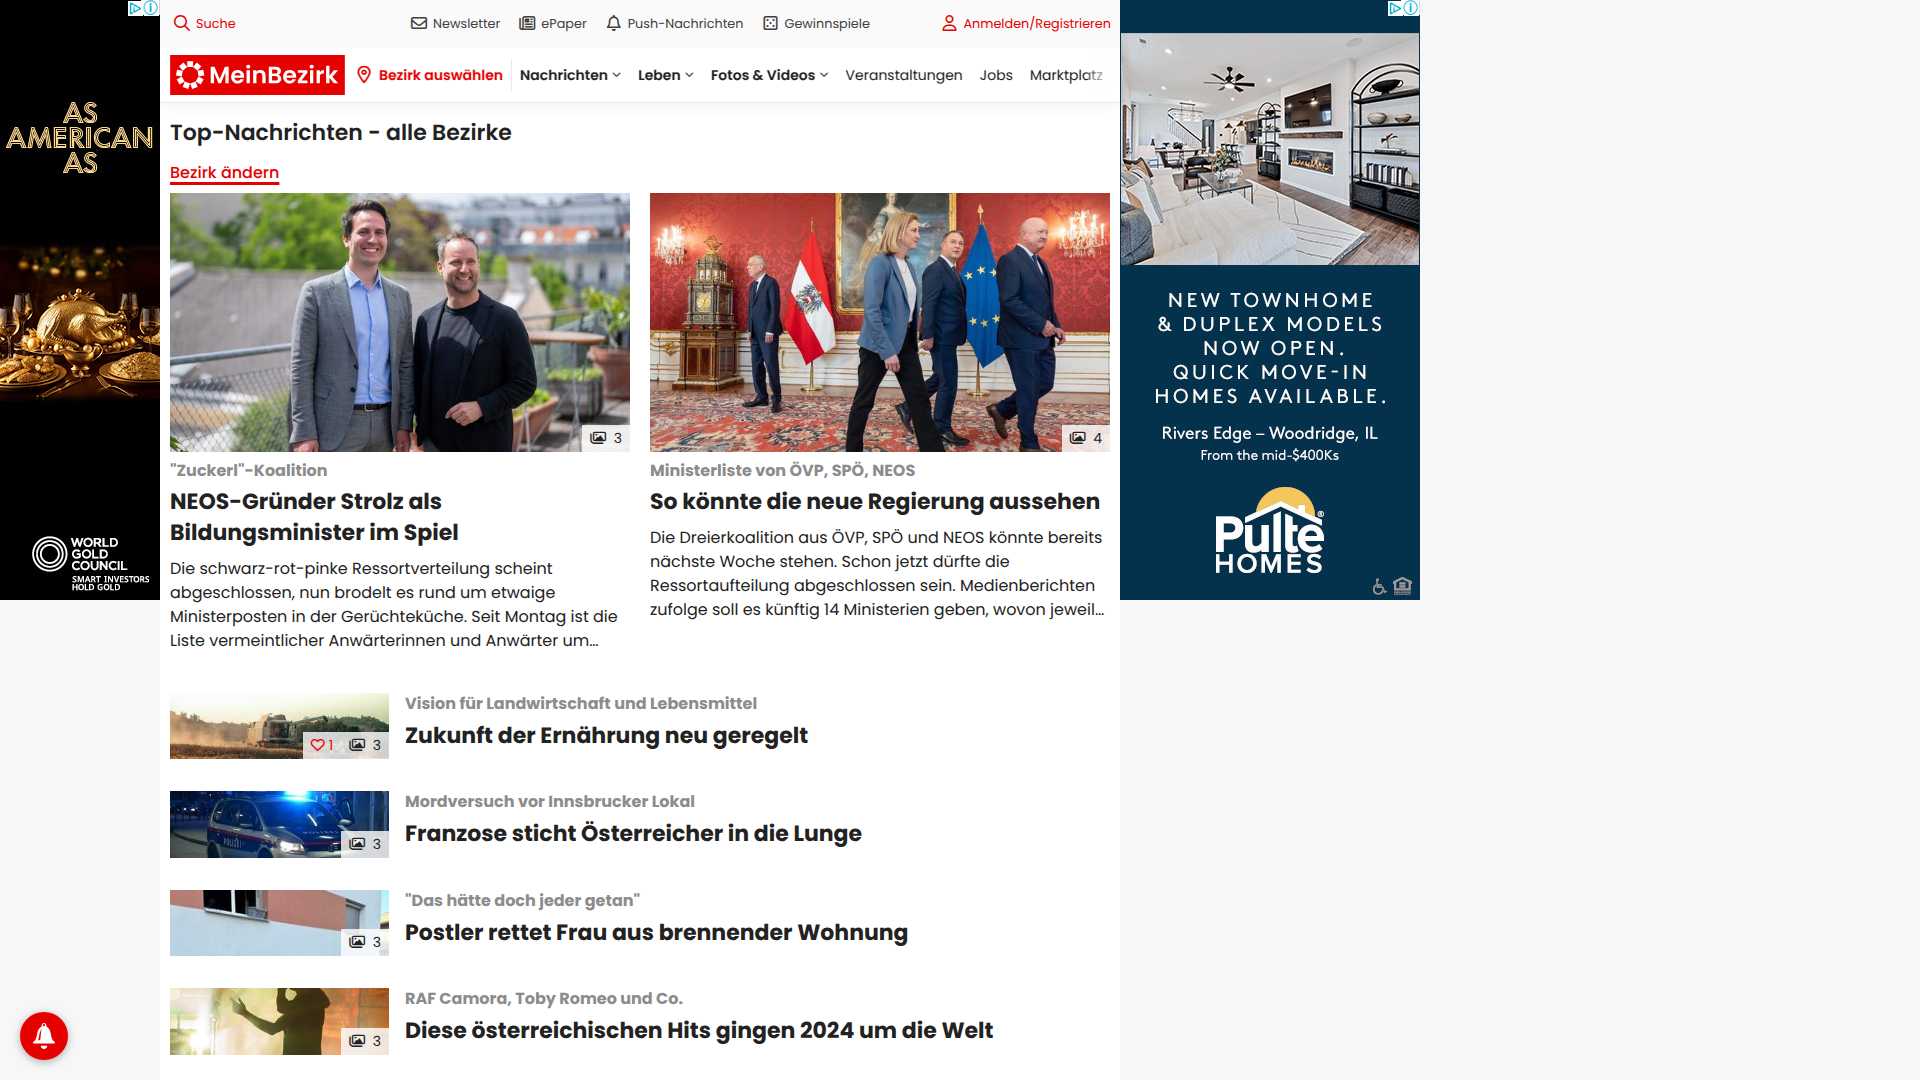 Suche
Newsletter
ePaper
Push-Nachrichten
Gewinnspiele
Anmelden/Registrieren
MeinBezirk
Bezirk auswählen
Nachrichten
Leben
Fotos & Videos
Veranstaltungen
Jobs
Marktplatz
AS
AMERICAN
AS
WORLD
GOLD
COUNCIL
SMART INVESTORS
HOLD GOLD
Top-Nachrichten - alle Bezirke
Bezirk ändern
3
"Zuckerl"-Koalition
NEOS-Gründer Strolz als
Bildungsminister im Spiel
Die schwarz-rot-pinke Ressortverteilung scheint
abgeschlossen, nun brodelt es rund um etwaige
Ministerposten in der Gerüchteküche. Seit Montag ist die
Liste vermeintlicher Anwärterinnen und Anwärter um...
4
Ministerliste von ÖVP, SPÖ, NEOS
So könnte die neue Regierung aussehen
Die Dreierkoalition aus ÖVP, SPÖ und NEOS könnte bereits
nächste Woche stehen. Schon jetzt dürfte die
Ressortaufteilung abgeschlossen sein. Medienberichten
zufolge soll es künftig 14 Ministerien geben, wovon jeweil...
1 3
Vision für Landwirtschaft und Lebensmittel
Zukunft der Ernährung neu geregelt
POLIZEI
3
Mordversuch vor Innsbrucker Lokal
Franzose sticht Österreicher in die Lunge
3
"Das hätte doch jeder getan"
Postler rettet Frau aus brennender Wohnung
3
RAF Camora, Toby Romeo und Co.
Diese österreichischen Hits gingen 2024 um die Welt
NEW TOWNHOME
& DUPLEX MODELS
NOW OPEN.
QUICK MOVE-IN
HOMES AVAILABLE.
Rivers Edge – Woodridge, IL
From the mid-$400Ks
Pulte®
HOMES